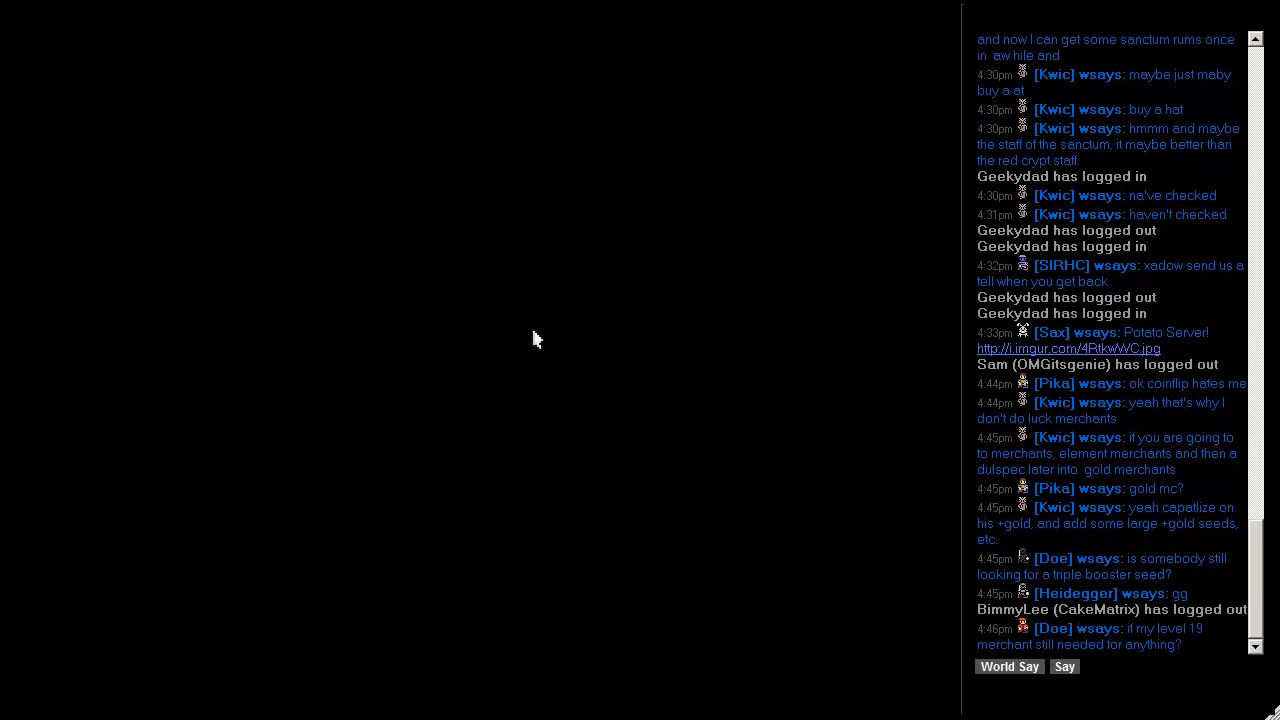 and now I can get some sanctum rums once
in  aw hile and
4:30pm [Kwic] wsays: maybe just maby
buy a at
4:30pm [Kwic] wsays: buy a hat
4:30pm [Kwic] wsays: hmmm and maybe
the staff of the sanctum, it maybe better than
the red crypt staff.
Geekydad has logged in
4:30pm [Kwic] wsays: na've checked
4:31pm [Kwic] wsays: haven't checked
Geekydad has logged out
Geekydad has logged in
4:32pm [SIRHC] wsays: xadow send us a
tell when you get back
Geekydad has logged out
Geekydad has logged in
4:33pm [Sax] wsays: Potato Server!
http://i.imgur.com/4RtkwWC.jpg
Sam (OMGitsgenie) has logged out
4:44pm [Pika] wsays: ok coinflip hates me
4:44pm [Kwic] wsays: yeah that's why I
don't do luck merchants
4:45pm [Kwic] wsays: if you are going to
to merchants, element merchants and then a
dulspec later into  gold merchants
4:45pm [Pika] wsays: gold mc?
4:45pm [Kwic] wsays: yeah capatlize on
his +gold, and add some large +gold seeds,
etc.
4:45pm [Doe] wsays: is somebody still
looking for a triple booster seed?
4:45pm [Heidegger] wsays: gg
BimmyLee (CakeMatrix) has logged out
4:46pm [Doe] wsays: if my level 19
merchant still needed for anything?
World Say Say